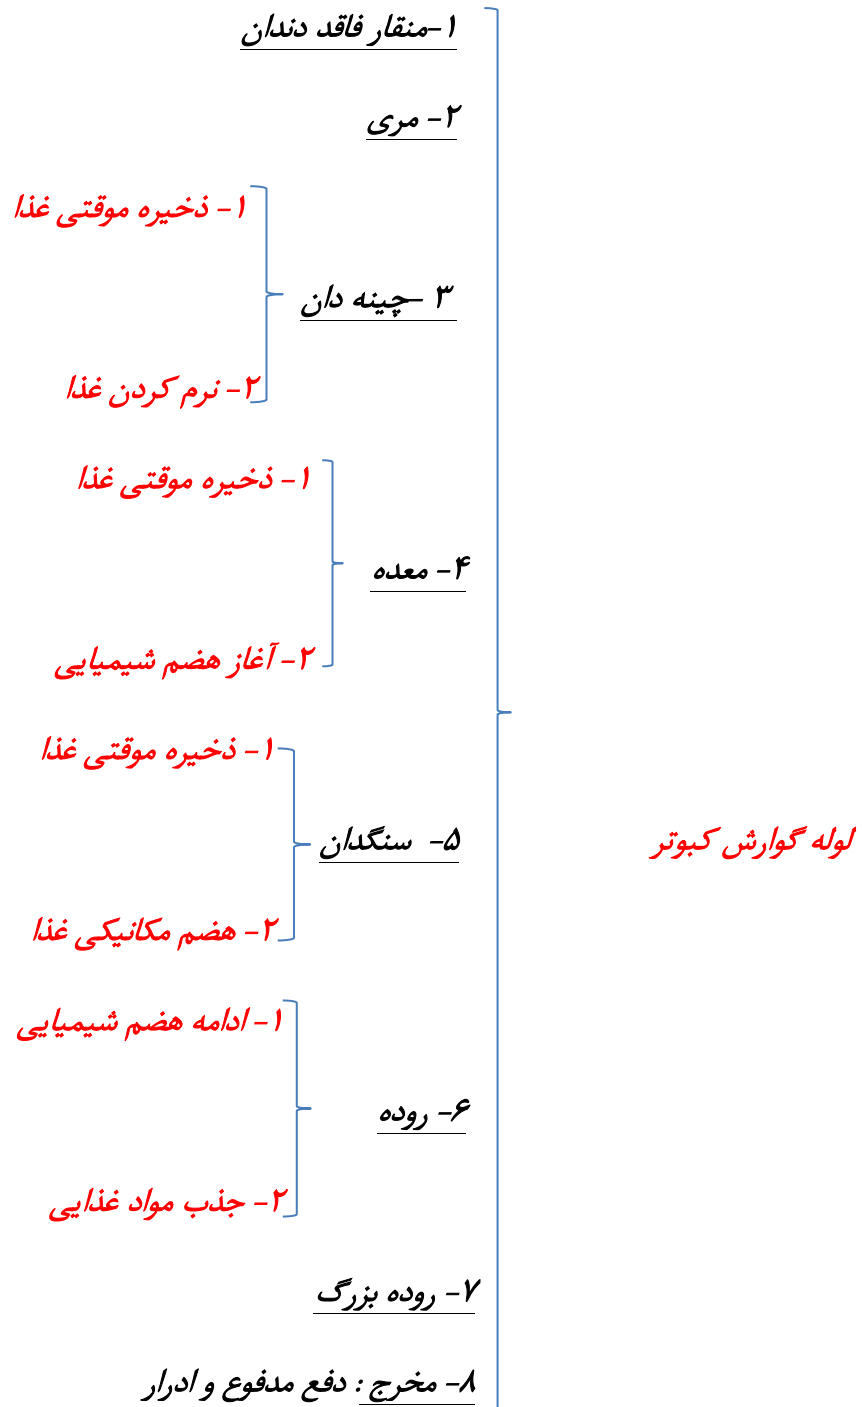 ۱-منقار فاقد دندان
۲- مری
۱- ذخیره موقتی غذا
۳ -چینه دان
۲- نرم کردن غذا
۱- ذخیره موقتی غذا
۴- معده
۲- آغاز هضم شیمیایی
۱- ذخیره موقتی غذا
لوله گوارش کبوتر
۵- سنگدان
۲- هضم مکانیکی غذا
۱- ادامه هضم شیمیایی
۶- روده
۲- جذب مواد غذایی
۷- روده بزرگ
۸- مخرج : دفع مدفوع و ادرار